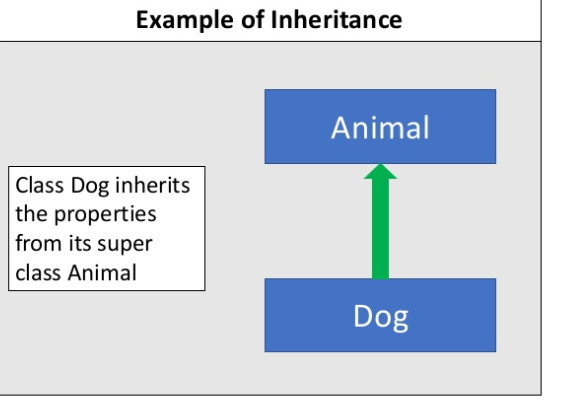 Example of Inheritance
Animal
Class Dog inherits
the properties
from its super
class Animal
Dog